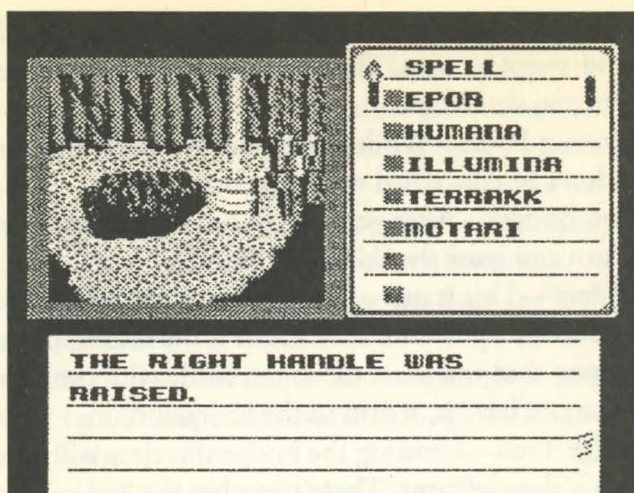 SPELL
EPOR
HUMANA
ILLUMINA
TERRAKK
MOTARI
THE RIGHT HANDLE WAS
RAISED.